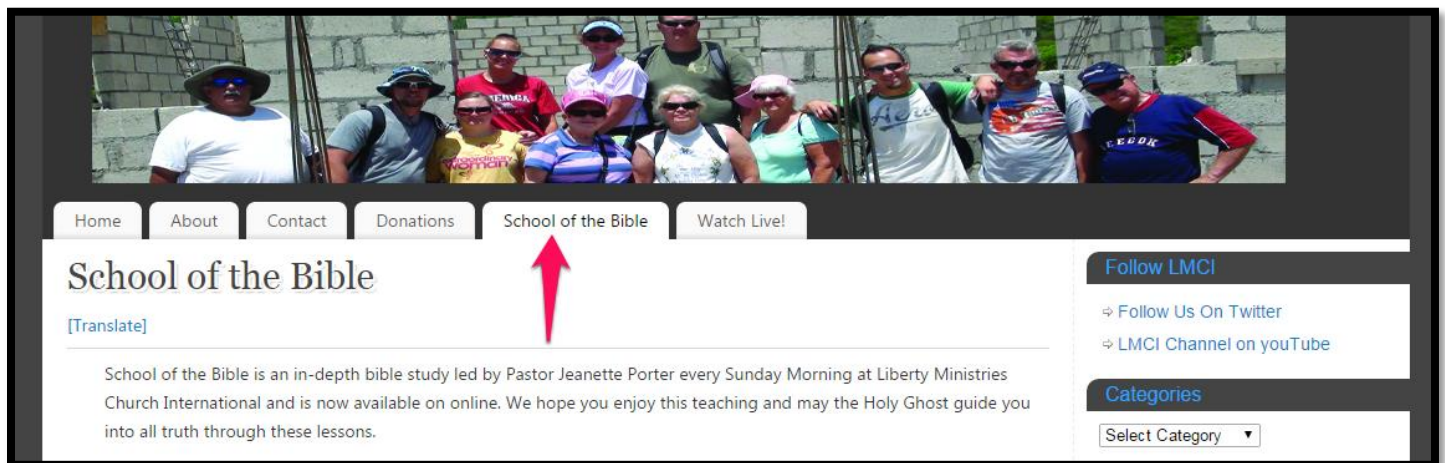 AMERICA
extraordinary
woman
Home About Contact Donations School of the Bible Watch Live!
School of the Bible
[Translate]
School of the Bible is an in-depth bible study led by Pastor Jeanette Porter every Sunday Morning at Liberty Ministries
Church International and is now available on online. We hope you enjoy this teaching and may the Holy Ghost guide you
into all truth through these lessons.
Follow LMCI
⇨ Follow Us On Twitter
⇨ LMCI Channel on youTube
Categories
Select Category ▼